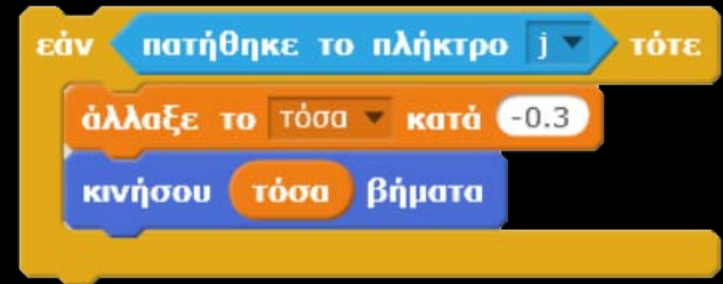 εάν πατήθηκε το πλήκτρο j τότε
άλλαξε το τόσα κατά -0.3
κινήσου τόσα βήματα